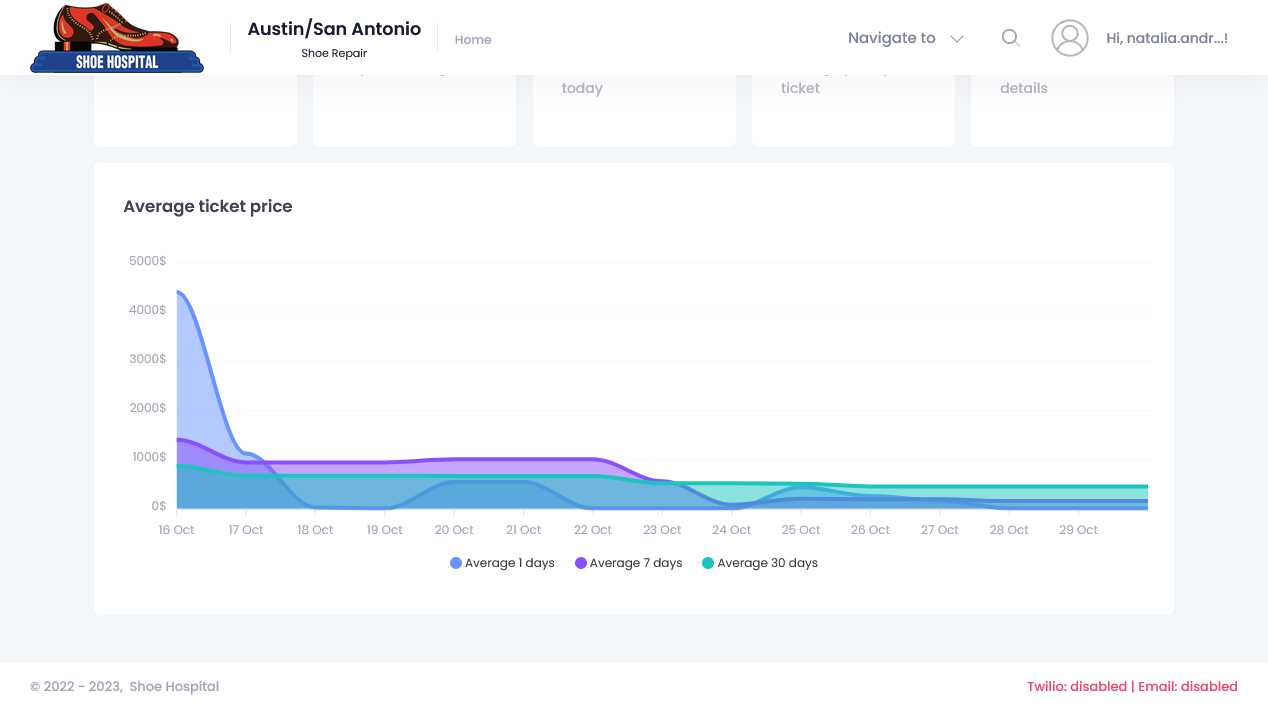 SHOE HOSPITAL
Austin/San Antonio
Shoe Repair
Home
Navigate to
Hi, natalia.andr...!
today
ticket
details
Average ticket price
5000$
4000$
3000$
2000$
1000$
0$
16 Oct 17 Oct 18 Oct 19 Oct 20 Oct 21 Oct 22 Oct 23 Oct 24 Oct 25 Oct 26 Oct 27 Oct 28 Oct 29 Oct
Average 1 days Average 7 days Average 30 days
© 2022 - 2023, Shoe Hospital
Twilio: disabled | Email: disabled